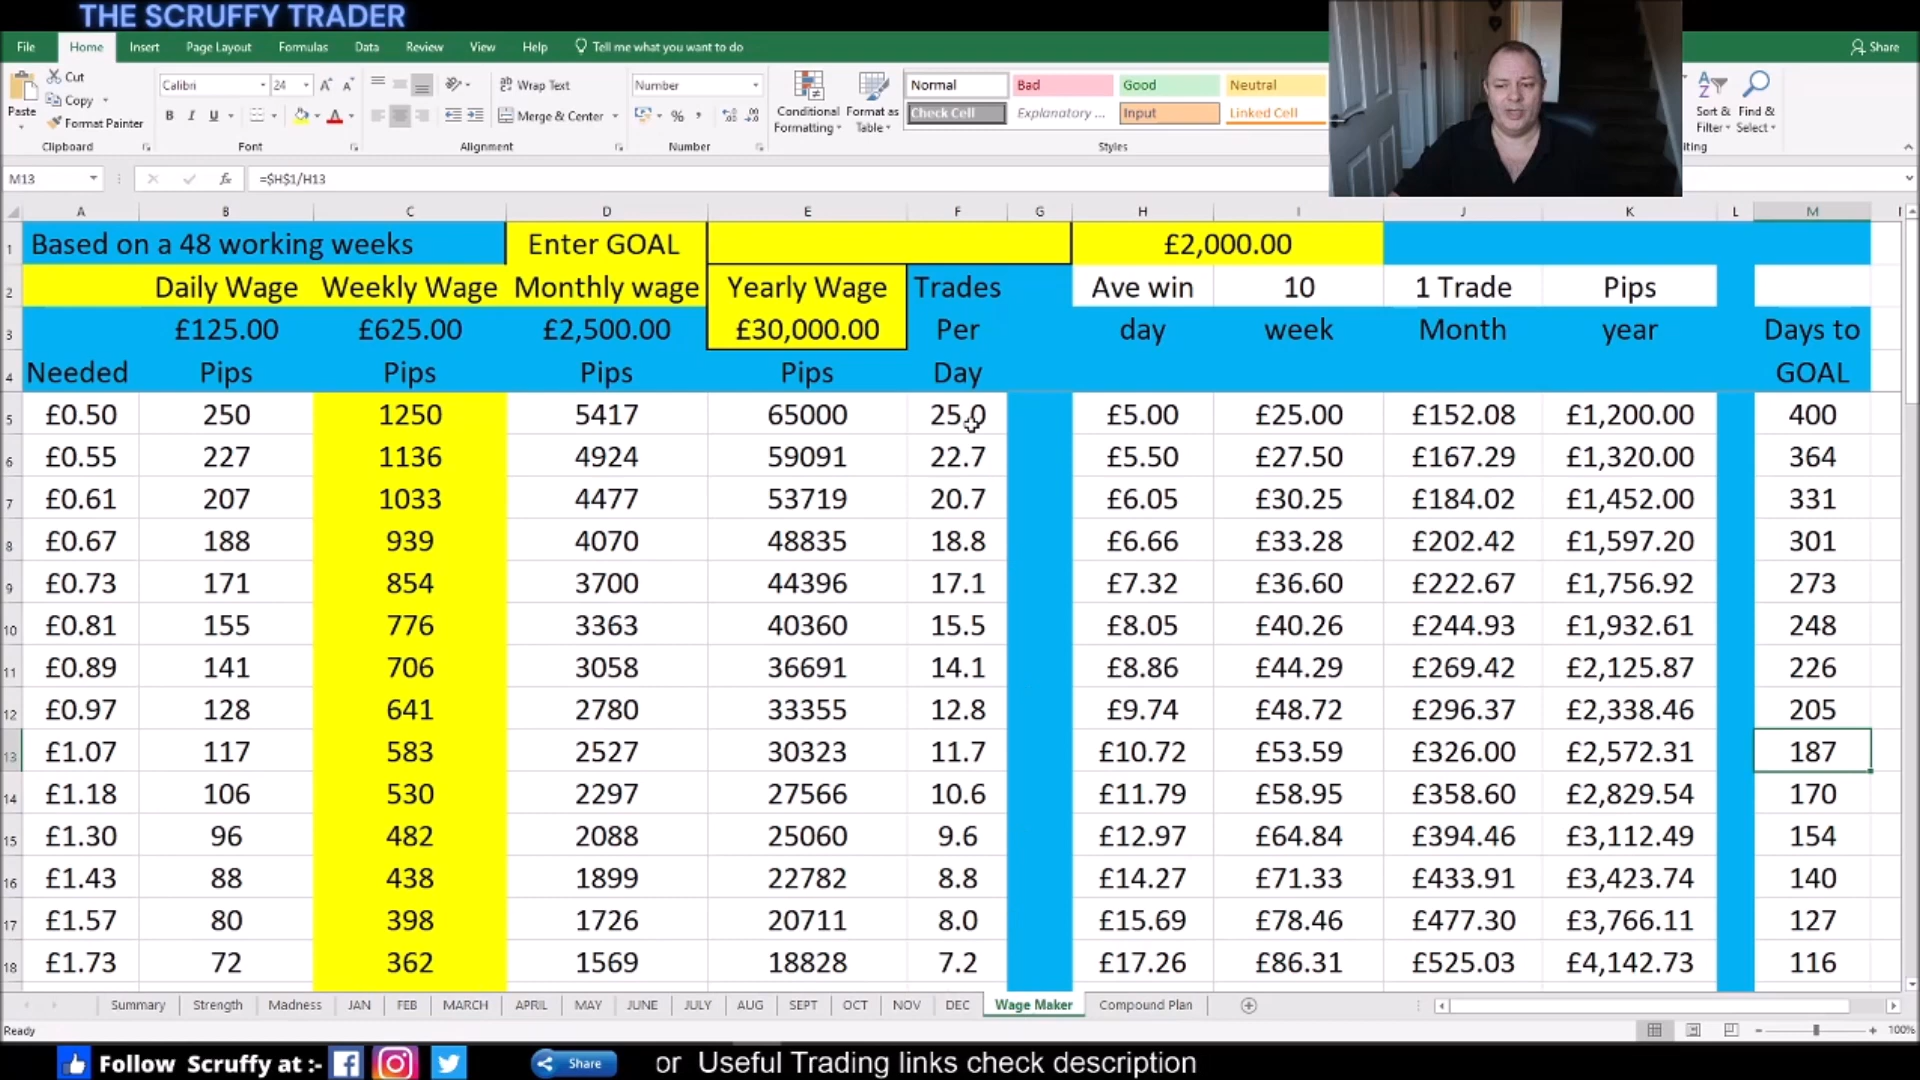 THE SCRUFFY TRADER
File Home Insert Page Layout Formulas Data Review View Help Tell me what you want to do Share
Cut
Copy
Format Painter
Paste
Clipboard
Calibri 24
B I U
Font
Wrap Text
Merge & Center
Alignment
Number
%
Number
Conditional Formatting
Format as Table
Normal Bad Good Neutral
Check Cell Explanatory ... Input Linked Cell
Styles
Sort & Filter
Find & Select
M13 fx =$H$1/H13
A B C D E F G H I J K L M
1 Based on a 48 working weeks Enter GOAL £2,000.00
2 Daily Wage Weekly Wage Monthly wage Yearly Wage Trades Ave win 10 1 Trade Pips
3 £125.00 £625.00 £2,500.00 £30,000.00 Per day week Month year Days to
4 Needed Pips Pips Pips Pips Day GOAL
5 £0.50 250 1250 5417 65000 25.0 £5.00 £25.00 £152.08 £1,200.00 400
6 £0.55 227 1136 4924 59091 22.7 £5.50 £27.50 £167.29 £1,320.00 364
7 £0.61 207 1033 4477 53719 20.7 £6.05 £30.25 £184.02 £1,452.00 331
8 £0.67 188 939 4070 48835 18.8 £6.66 £33.28 £202.42 £1,597.20 301
9 £0.73 171 854 3700 44396 17.1 £7.32 £36.60 £222.67 £1,756.92 273
10 £0.81 155 776 3363 40360 15.5 £8.05 £40.26 £244.93 £1,932.61 248
11 £0.89 141 706 3058 36691 14.1 £8.86 £44.29 £269.42 £2,125.87 226
12 £0.97 128 641 2780 33355 12.8 £9.74 £48.72 £296.37 £2,338.46 205
13 £1.07 117 583 2527 30323 11.7 £10.72 £53.59 £326.00 £2,572.31 187
14 £1.18 106 530 2297 27566 10.6 £11.79 £58.95 £358.60 £2,829.54 170
15 £1.30 96 482 2088 25060 9.6 £12.97 £64.84 £394.46 £3,112.49 154
16 £1.43 88 438 1899 22782 8.8 £14.27 £71.33 £433.91 £3,423.74 140
17 £1.57 80 398 1726 20711 8.0 £15.69 £78.46 £477.30 £3,766.11 127
18 £1.73 72 362 1569 18828 7.2 £17.26 £86.31 £525.03 £4,142.73 116
Summary Strength Madness JAN FEB MARCH APRIL MAY JUNE JULY AUG SEPT OCT NOV DEC Wage Maker Compound Plan
Ready 100%
Follow Scruffy at :- Share or Useful Trading links check description